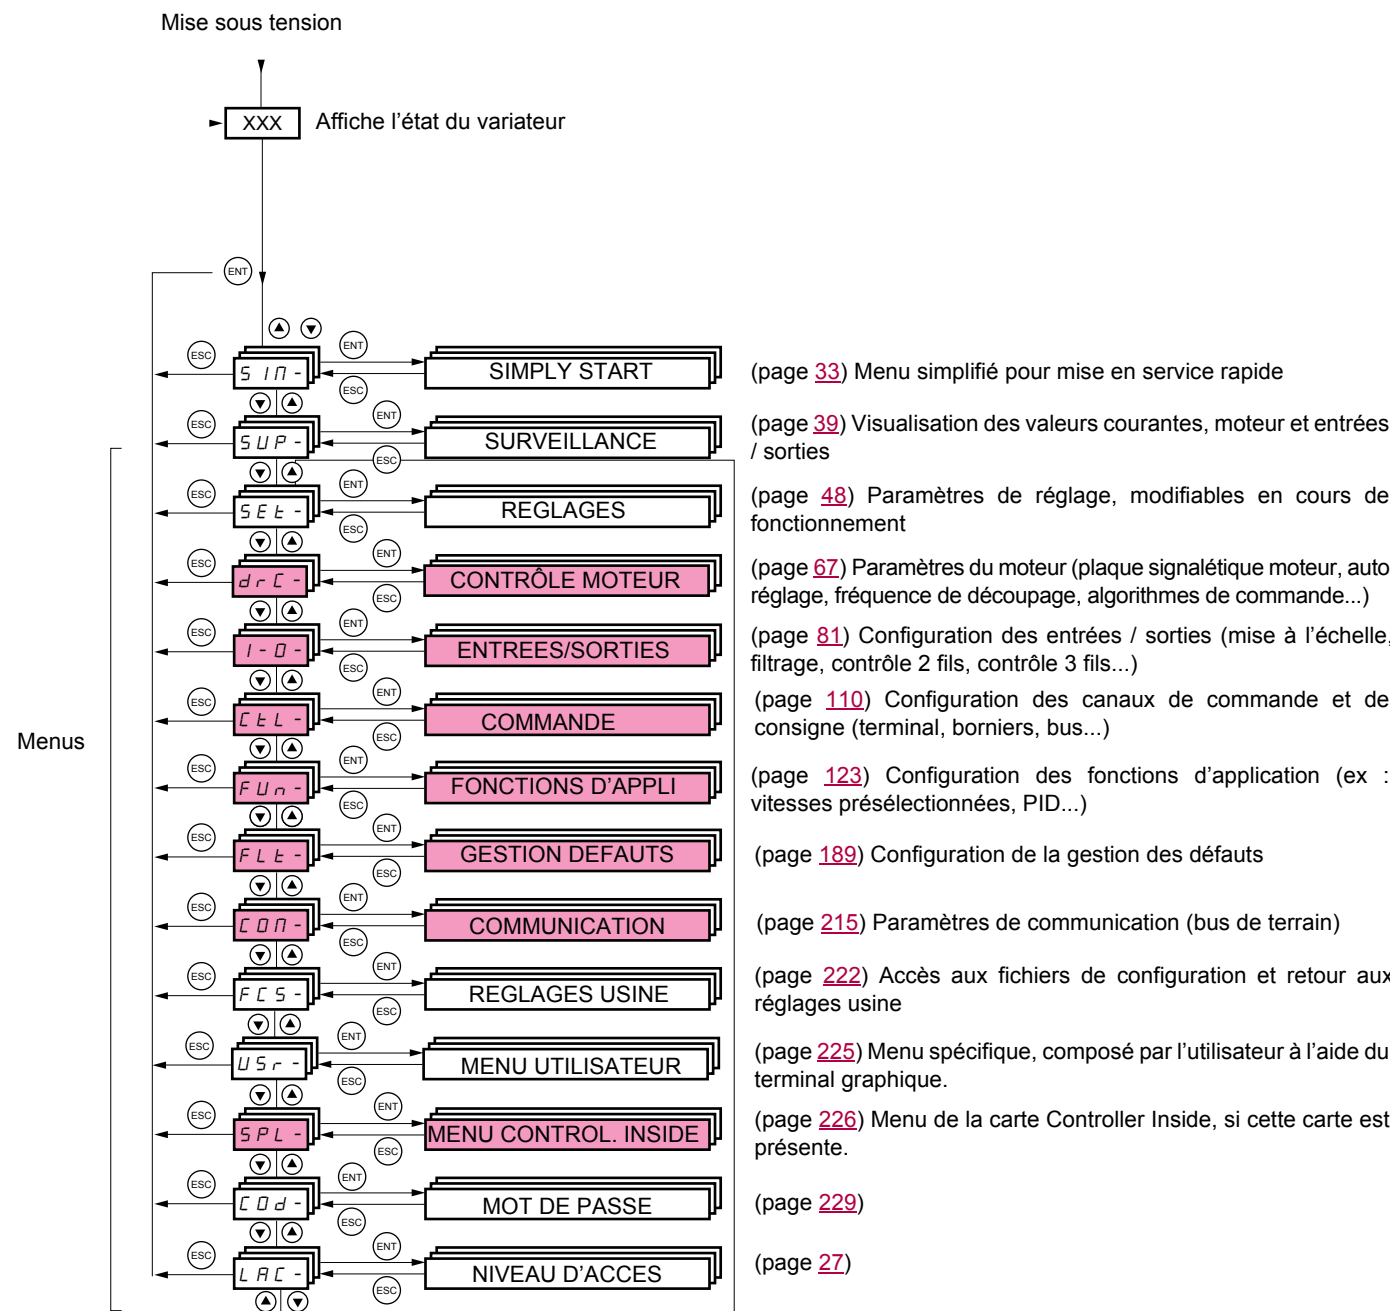 Mise sous tension
XXX Affiche l'état du variateur
ENT
ESC SIM- ENT ESC SIMPLY START (page 33) Menu simplifié pour mise en service rapide
ESC SUP- ENT ESC SURVEILLANCE (page 39) Visualisation des valeurs courantes, moteur et entrées
/ sorties
ESC SEt- ENT ESC REGLAGES (page 48) Paramètres de réglage, modifiables en cours de
fonctionnement
ESC drC- ENT ESC CONTRÔLE MOTEUR (page 67) Paramètres du moteur (plaque signalétique moteur, auto
réglage, fréquence de découpage, algorithmes de commande...)
ESC I-O- ENT ESC ENTREES/SORTIES (page 81) Configuration des entrées / sorties (mise à l'échelle,
filtrage, contrôle 2 fils, contrôle 3 fils...)
Menus
ESC CtL- ENT ESC COMMANDE (page 110) Configuration des canaux de commande et de
consigne (terminal, borniers, bus...)
ESC FUn- ENT ESC FONCTIONS D'APPLI (page 123) Configuration des fonctions d'application (ex :
vitesses présélectionnées, PID...)
ESC FLt- ENT ESC GESTION DEFAUTS (page 189) Configuration de la gestion des défauts
ESC COM- ENT ESC COMMUNICATION (page 215) Paramètres de communication (bus de terrain)
ESC FCS- ENT ESC REGLAGES USINE (page 222) Accès aux fichiers de configuration et retour aux
réglages usine
ESC USr- ENT ESC MENU UTILISATEUR (page 225) Menu spécifique, composé par l'utilisateur à l'aide du
terminal graphique.
ESC SPL- ENT ESC MENU CONTROL. INSIDE (page 226) Menu de la carte Controller Inside, si cette carte est
présente.
ESC COd- ENT ESC MOT DE PASSE (page 229)
ESC LAC- ENT ESC NIVEAU D'ACCES (page 27)